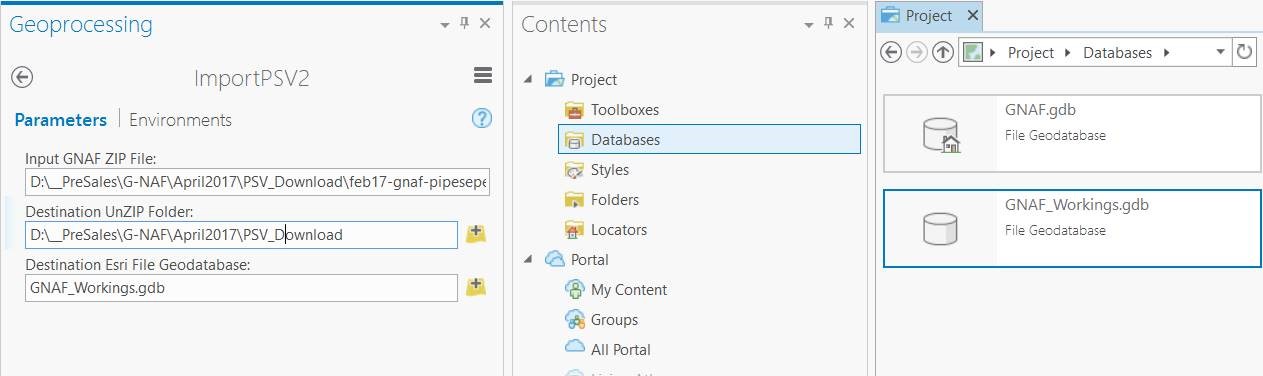 Geoprocessing
ImportPSV2
Parameters | Environments
Input GNAF ZIP File:
D:\__PreSales\G-NAF\April2017\PSV_Download\feb17-gnaf-pipesepe
Destination UnZIP Folder:
D:\__PreSales\G-NAF\April2017\PSV_Download
Destination Esri File Geodatabase:
GNAF_Workings.gdb
Contents
Project
Toolboxes
Databases
Styles
Folders
Locators
Portal
My Content
Groups
All Portal
Project
Project Databases
GNAF.gdb
File Geodatabase
GNAF_Workings.gdb
File Geodatabase